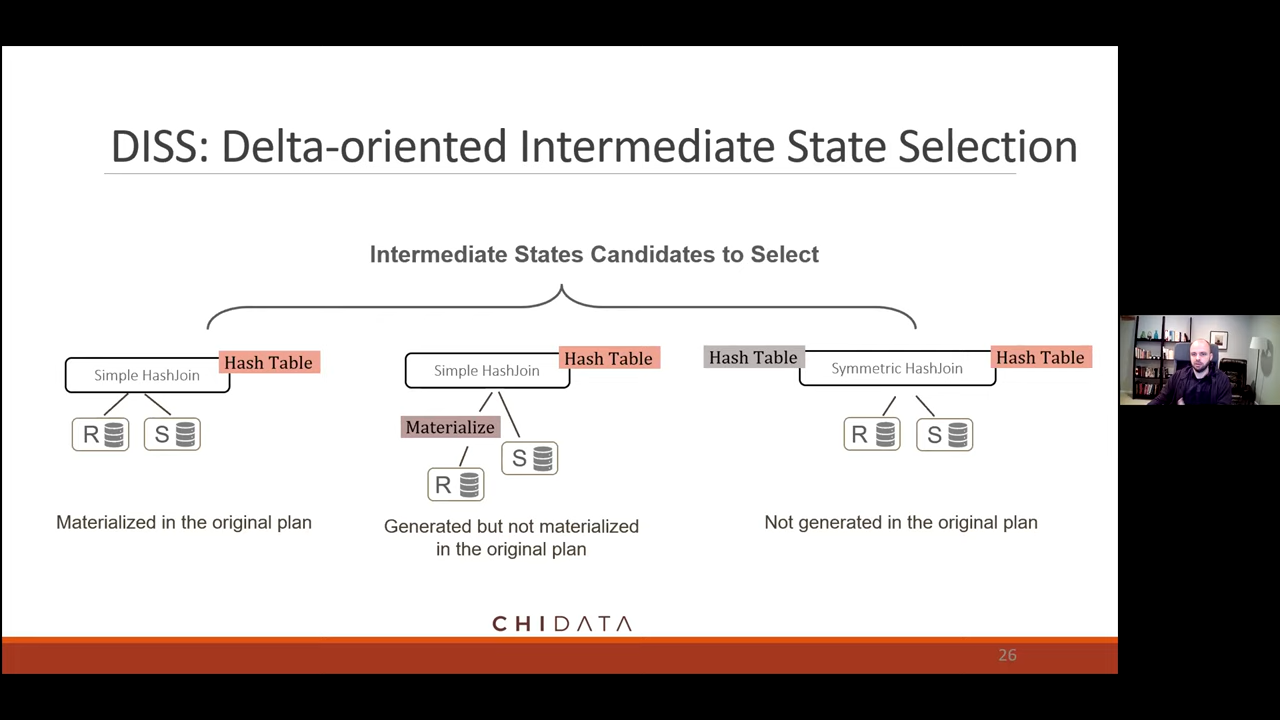 DISS: Delta-oriented Intermediate State Selection
Intermediate States Candidates to Select
Simple HashJoin
Hash Table
R
S
Materialized in the original plan
Simple HashJoin
Hash Table
Materialize
S
R
Generated but not materialized
in the original plan
Hash Table
Symmetric HashJoin
Hash Table
R
S
Not generated in the original plan
CHIDATA
26